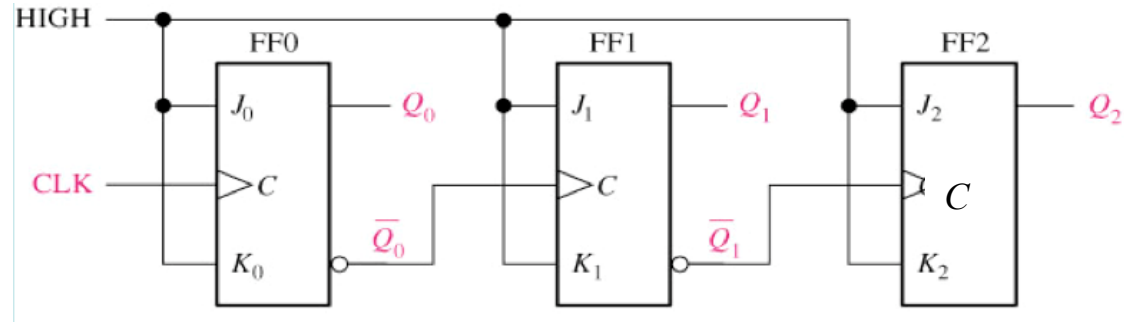 HIGH
FF0 FF1 FF2
J₀ Q₀ J₁ Q₁ J₂ Q₂
CLK C C C
Q̅₀ Q̅₁
K₀ K₁ K₂